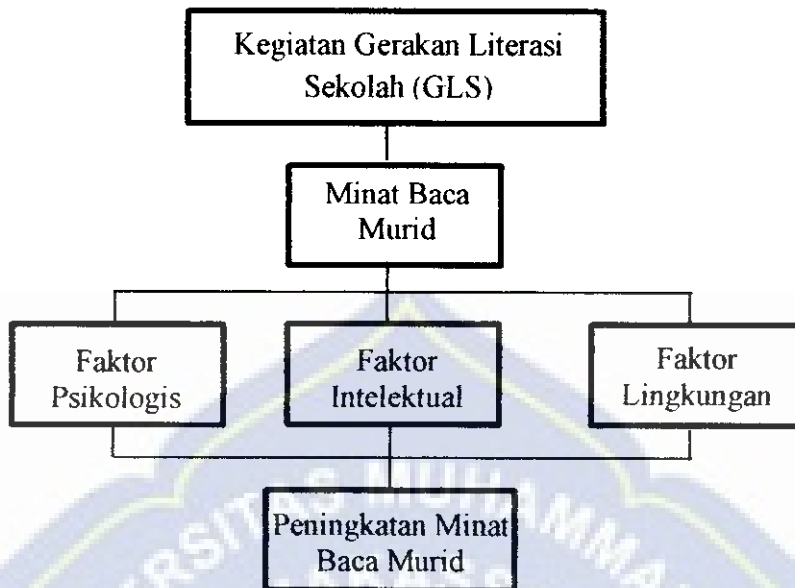 Kegiatan Gerakan Literasi
Sekolah (GLS)
Minat Baca
Murid
Faktor
Psikologis
Faktor
Intelektual
Faktor
Lingkungan
Peningkatan Minat
Baca Murid